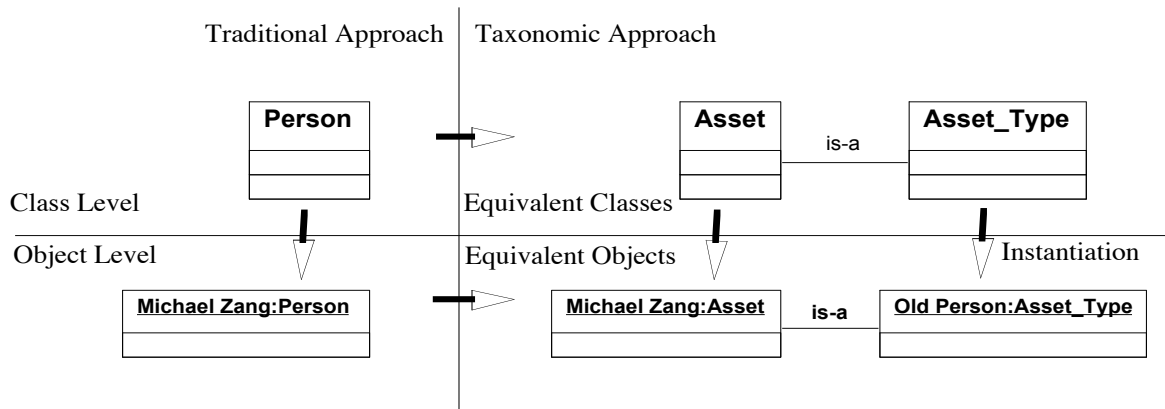 Traditional Approach
Taxonomic Approach
Person
Asset
is-a
Asset_Type
Class Level
Equivalent Classes
Object Level
Equivalent Objects
Instantiation
Michael Zang:Person
Michael Zang:Asset
is-a
Old Person:Asset_Type